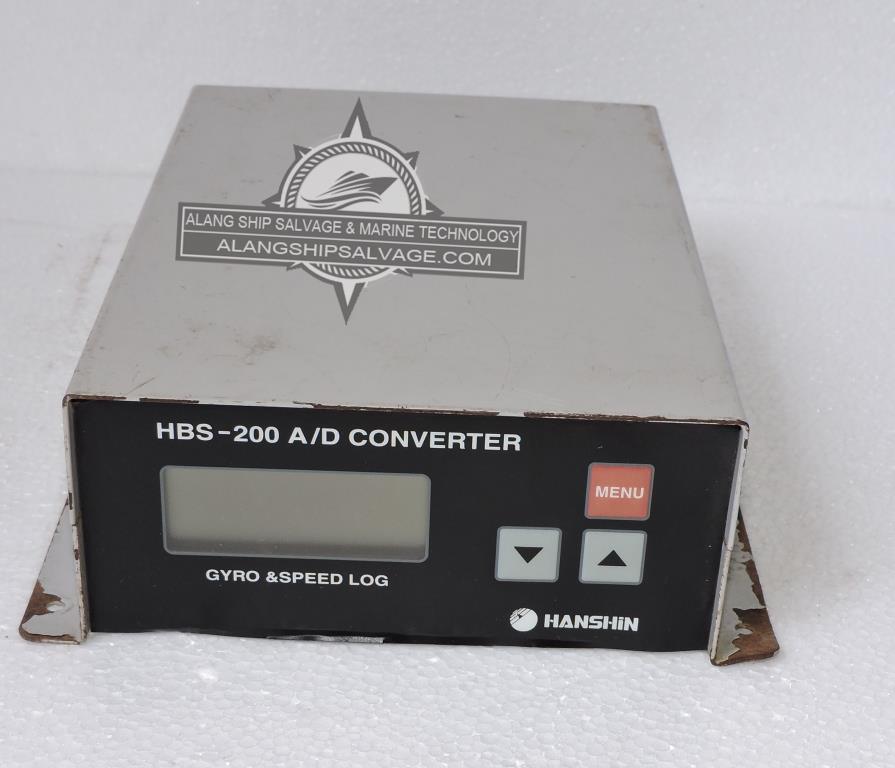 ALANG SHIP SALVAGE & MARINE TECHNOLOGY
ALANGSHIPSALVAGE.COM
HBS-200 A/D CONVERTER
MENU
GYRO &SPEED LOG
HANSHiN